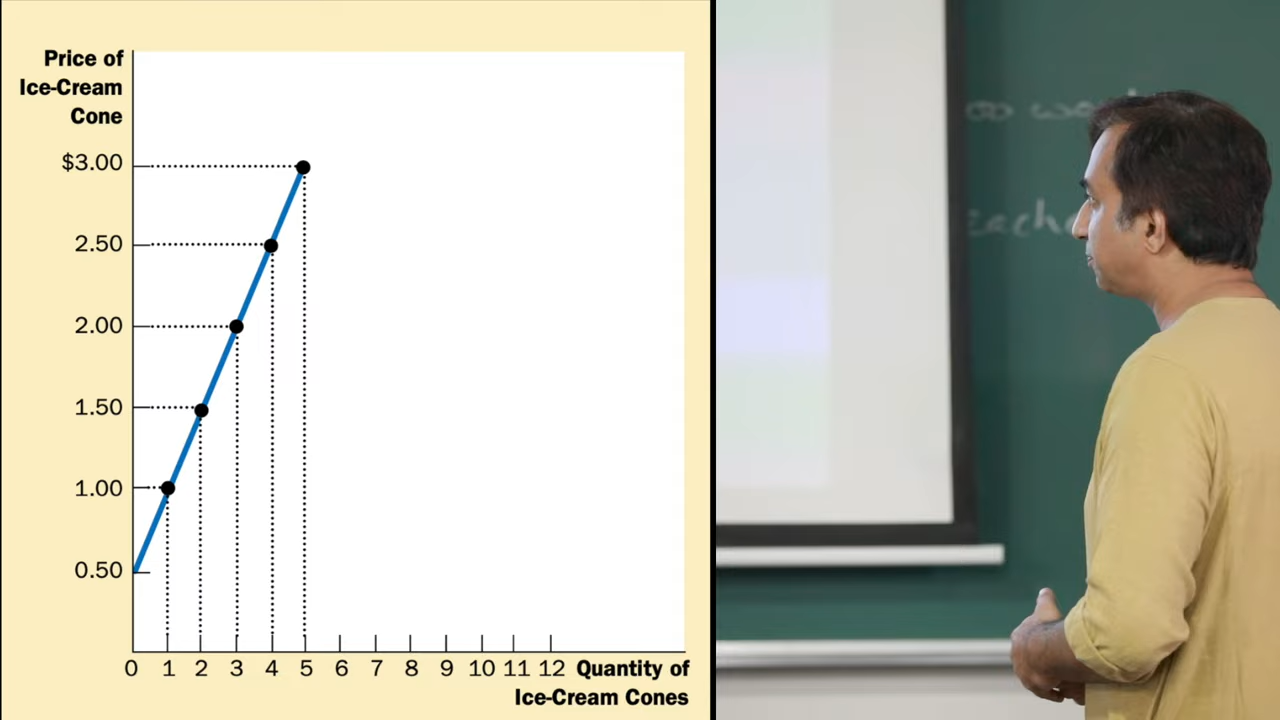 Price of
Ice-Cream
Cone
$3.00
2.50
2.00
1.50
1.00
0.50
0 1 2 3 4 5 6 7 8 9 10 11 12 Quantity of
Ice-Cream Cones